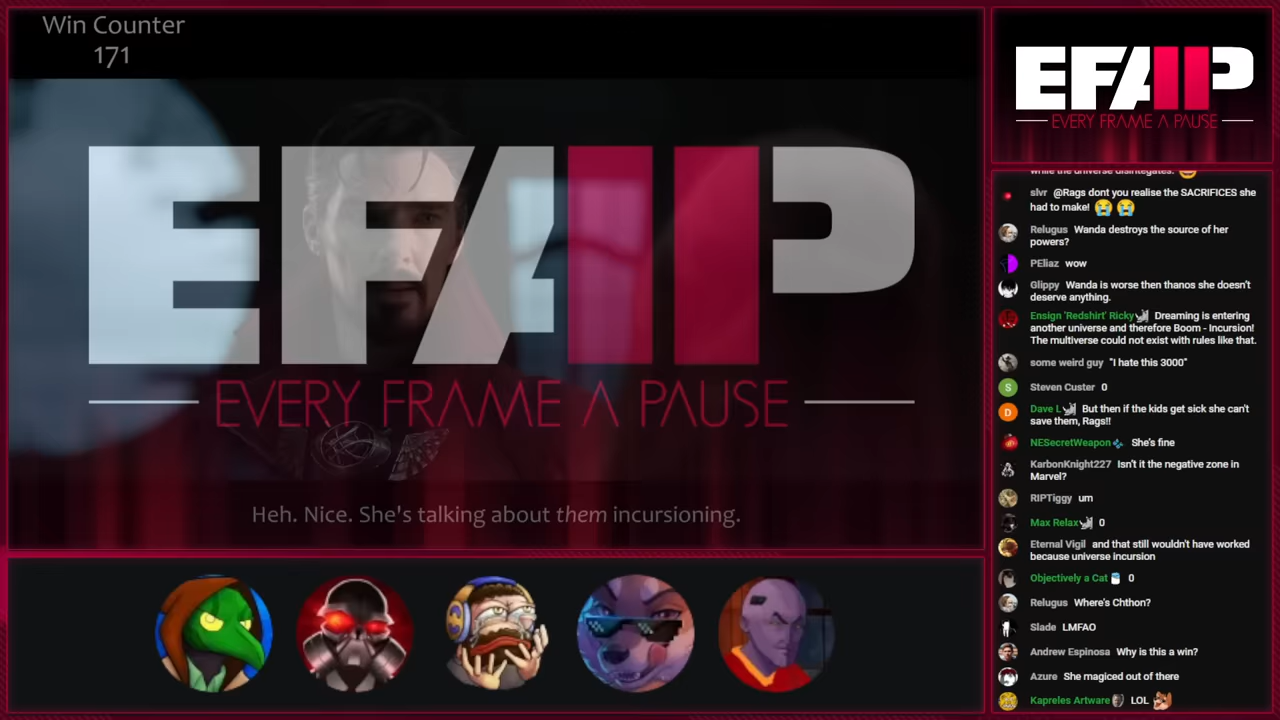 Win Counter
171
EFAP
EVERY FRAME A PAUSE
Heh. Nice. She's talking about them incursioning.
EFAP
EVERY FRAME A PAUSE
while the universe disintegrates.
slvr @Rags dont you realise the SACRIFICES she
had to make! 😭 😭
Relugus Wanda destroys the source of her
powers?
PEliaz wow
Glippy Wanda is worse then thanos she doesn't
deserve anything.
Ensign 'Redshirt' Ricky Dreaming is entering
another universe and therefore Boom - Incursion!
The multiverse could not exist with rules like that.
some weird guy "I hate this 3000"
S
Steven Custer 0
D
Dave L But then if the kids get sick she can't
save them, Rags!!
NESecretWeapon She's fine
KarbonKnight227 Isn't it the negative zone in
Marvel?
RIPTiggy um
Max Relax 0
Eternal Vigil and that still wouldn't have worked
because universe incursion
Objectively a Cat 0
Relugus Where's Chthon?
Slade LMFAO
Andrew Espinosa Why is this a win?
Azure She magiced out of there
Kapreles Artware LOL